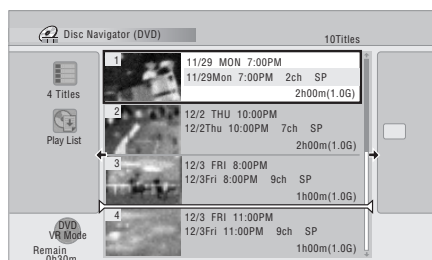 Disc Navigator (DVD)
10Titles
4 Titles
Play List
DVD
VR Mode
Remain
0h30m
1
11/29 MON 7:00PM
11/29Mon 7:00PM 2ch SP
2h00m(1.0G)
2
12/2 THU 10:00PM
12/2Thu 10:00PM 7ch SP
2h00m(1.0G)
3
12/3 FRI 8:00PM
12/3Fri 8:00PM 9ch SP
1h00m(1.0G)
4
12/3 FRI 11:00PM
12/3Fri 11:00PM 9ch SP
1h00m(1.0G)